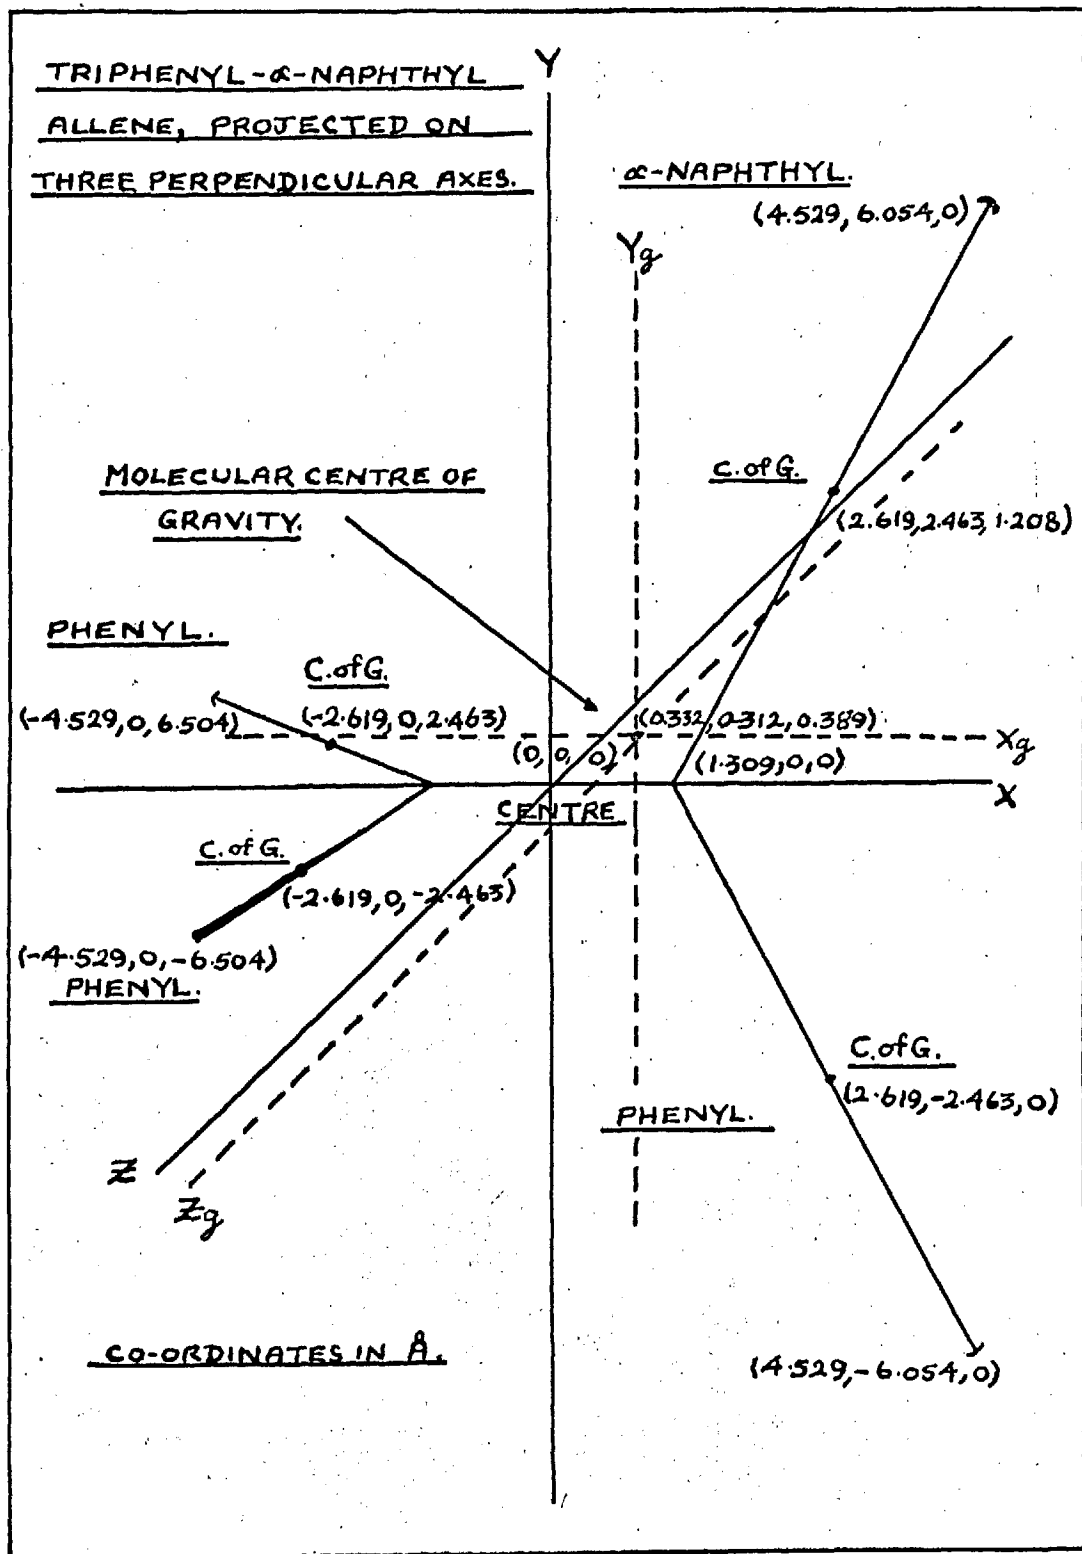 TRIPHENYL-α-NAPHTHYL
ALLENE, PROJECTED ON
THREE PERPENDICULAR AXES.
Y
α-NAPHTHYL.
(4.529, 6.054, 0)
Yg
MOLECULAR CENTRE OF
GRAVITY.
C. of G.
(2.619, 2.463, 1.208)
PHENYL.
C. of G.
(-4.529, 0, 6.504)
(-2.619, 0, 2.463)
(0.332, 0.312, 0.389)
(0, 0, 0)
(1.309, 0, 0)
Xg
X
CENTRE
C. of G.
(-2.619, 0, -2.463)
(-4.529, 0, -6.504)
PHENYL.
C. of G.
(2.619, -2.463, 0)
PHENYL.
Z
Zg
CO-ORDINATES IN Å.
(4.529, -6.054, 0)